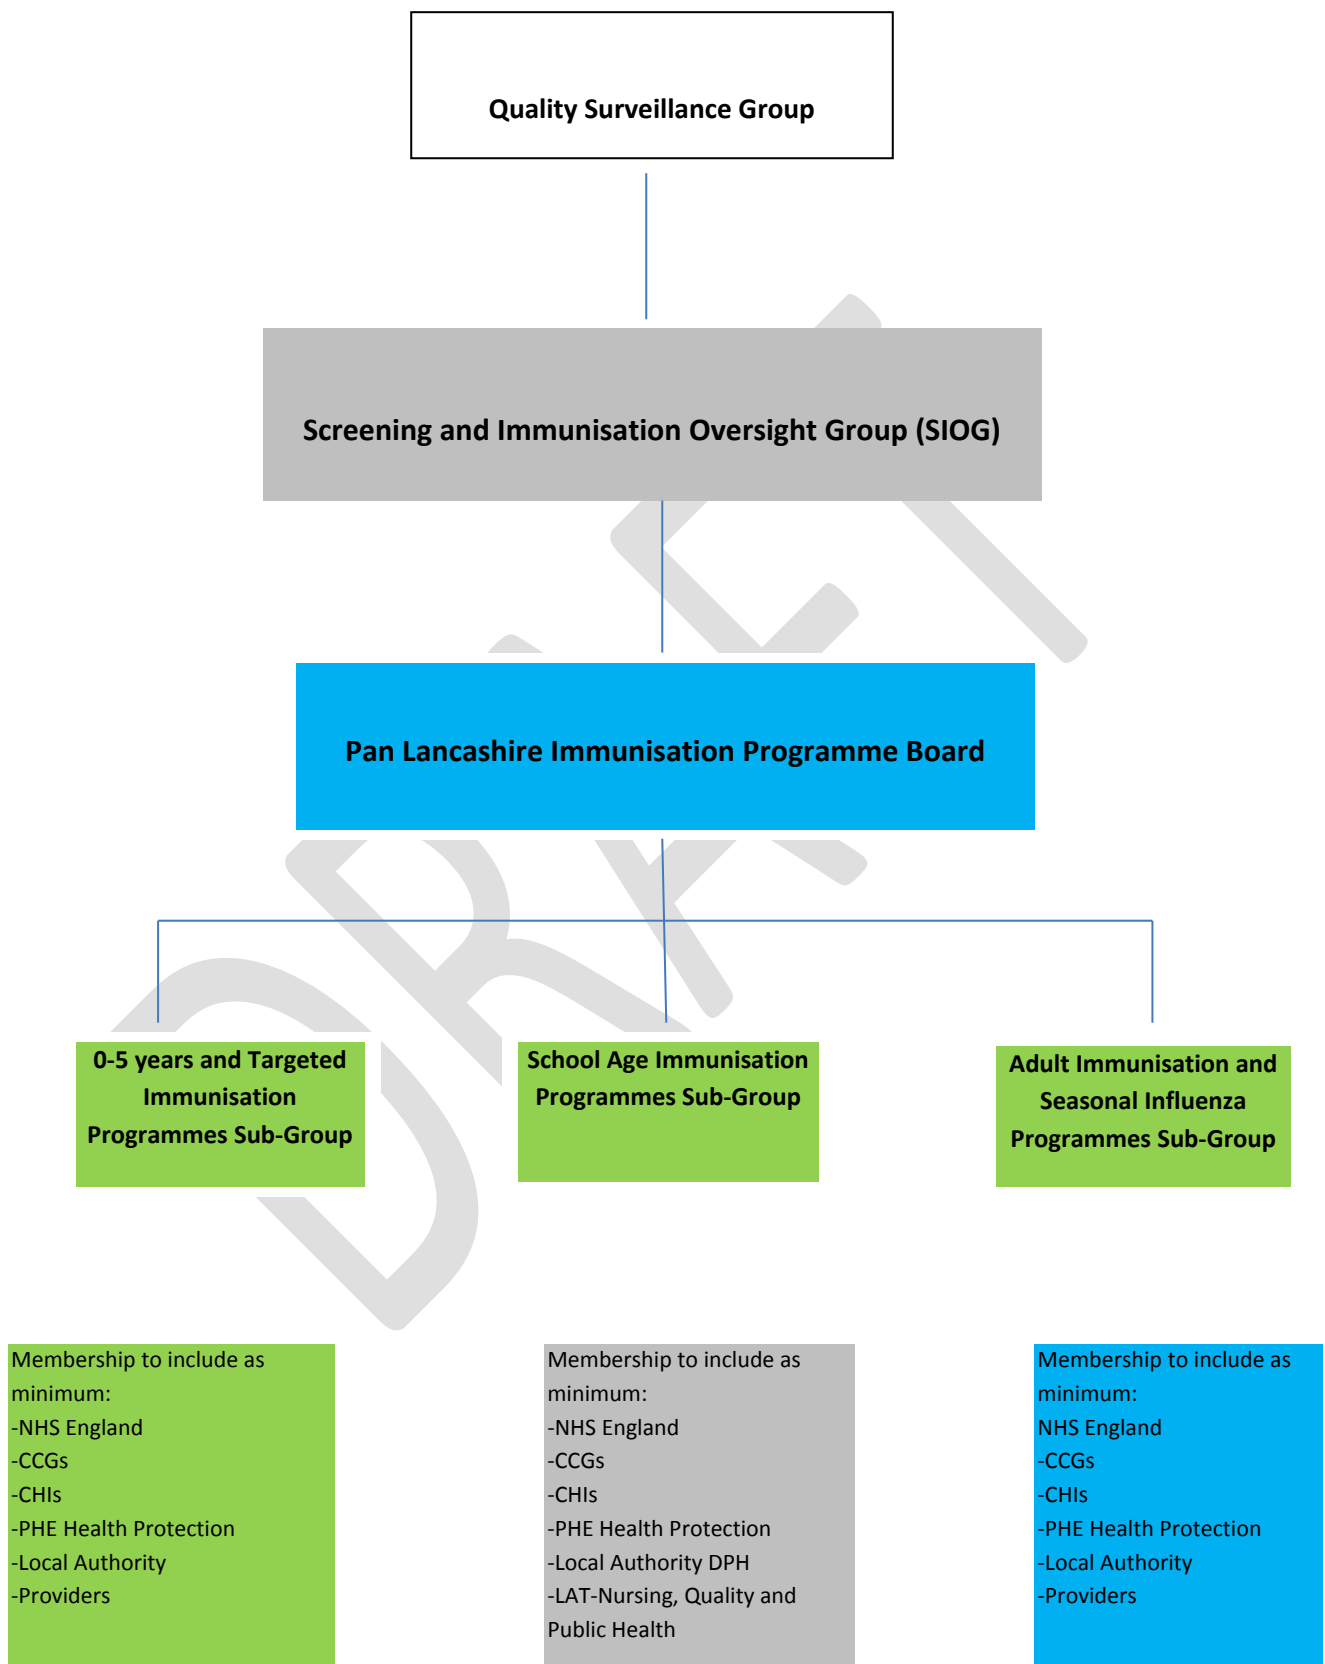 Quality Surveillance Group
Screening and Immunisation Oversight Group (SIOG)
Pan Lancashire Immunisation Programme Board
0-5 years and Targeted
Immunisation
Programmes Sub-Group
School Age Immunisation
Programmes Sub-Group
Adult Immunisation and
Seasonal Influenza
Programmes Sub-Group
Membership to include as
minimum:
-NHS England
-CCGs
-CHIs
-PHE Health Protection
-Local Authority
-Providers
Membership to include as
minimum:
-NHS England
-CCGs
-CHIs
-PHE Health Protection
-Local Authority DPH
-LAT-Nursing, Quality and
Public Health
Membership to include as
minimum:
NHS England
-CCGs
-CHIs
-PHE Health Protection
-Local Authority
-Providers
DRAFT